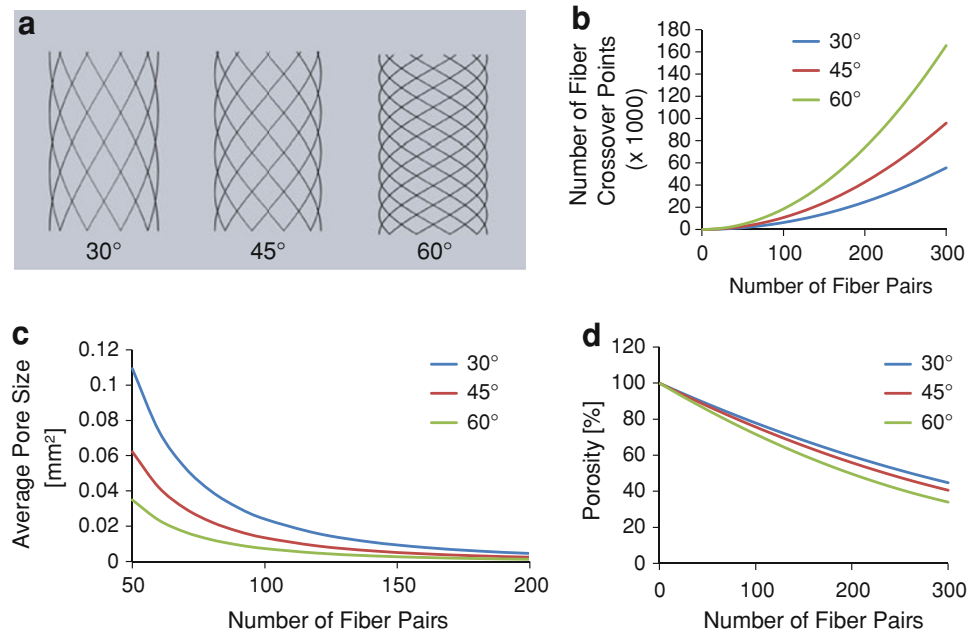 a
30° 45° 60°
b
Number of Fiber
Crossover Points
(x 1000)
180
160
140
120
100
80
60
40
20
0
0 100 200 300
Number of Fiber Pairs
30°
45°
60°
c
Average Pore Size
[mm²]
0.12
0.1
0.08
0.06
0.04
0.02
0
50 100 150 200
Number of Fiber Pairs
30°
45°
60°
d
Porosity [%]
120
100
80
60
40
20
0
0 100 200 300
Number of Fiber Pairs
30°
45°
60°